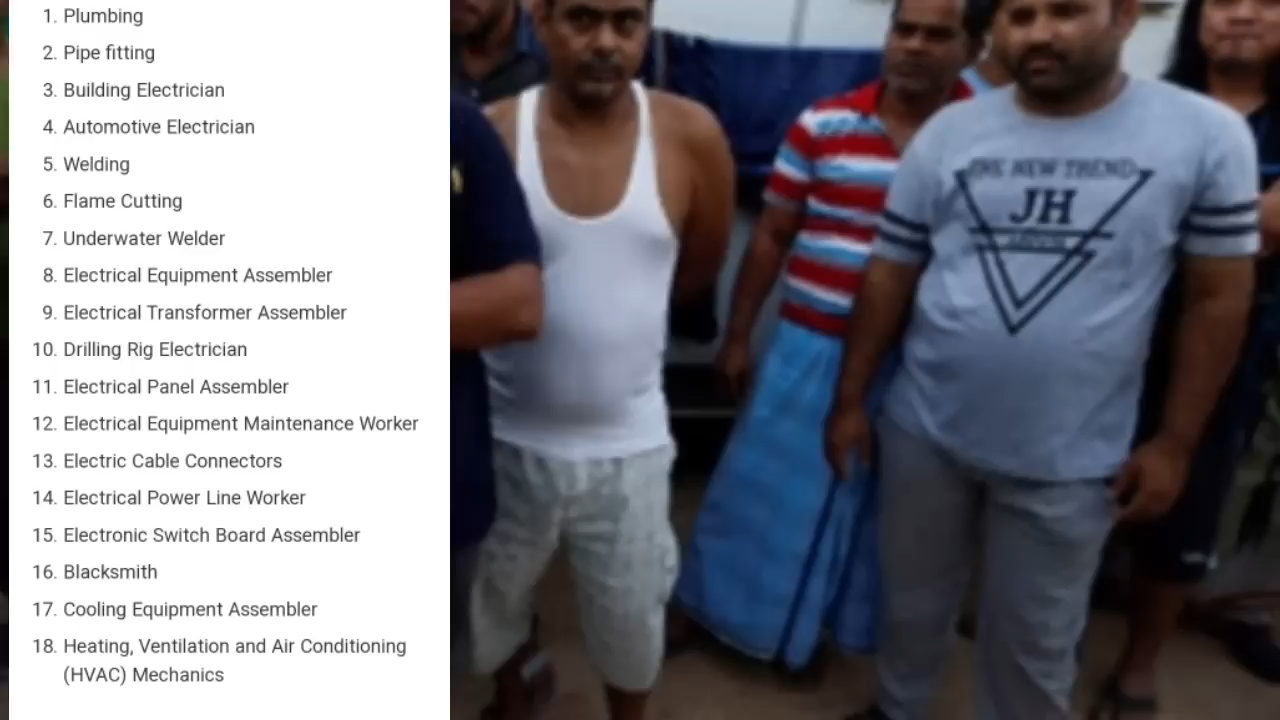 1. Plumbing
2. Pipe fitting
3. Building Electrician
4. Automotive Electrician
5. Welding
6. Flame Cutting
7. Underwater Welder
8. Electrical Equipment Assembler
9. Electrical Transformer Assembler
10. Drilling Rig Electrician
11. Electrical Panel Assembler
12. Electrical Equipment Maintenance Worker
13. Electric Cable Connectors
14. Electrical Power Line Worker
15. Electronic Switch Board Assembler
16. Blacksmith
17. Cooling Equipment Assembler
18. Heating, Ventilation and Air Conditioning
(HVAC) Mechanics
THE NEW TREND
JH